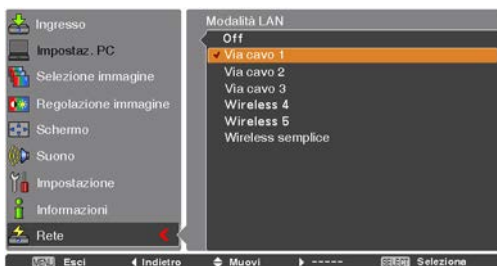 Ingresso
Impostaz. PC
Selezione immagine
Regolazione immagine
Schermo
Suono
Impostazione
Informazioni
Rete
Modalità LAN
Off
Via cavo 1
Via cavo 2
Via cavo 3
Wireless 4
Wireless 5
Wireless semplice
MENU Esci Indietro Muovi ----- SELECT Seleziona